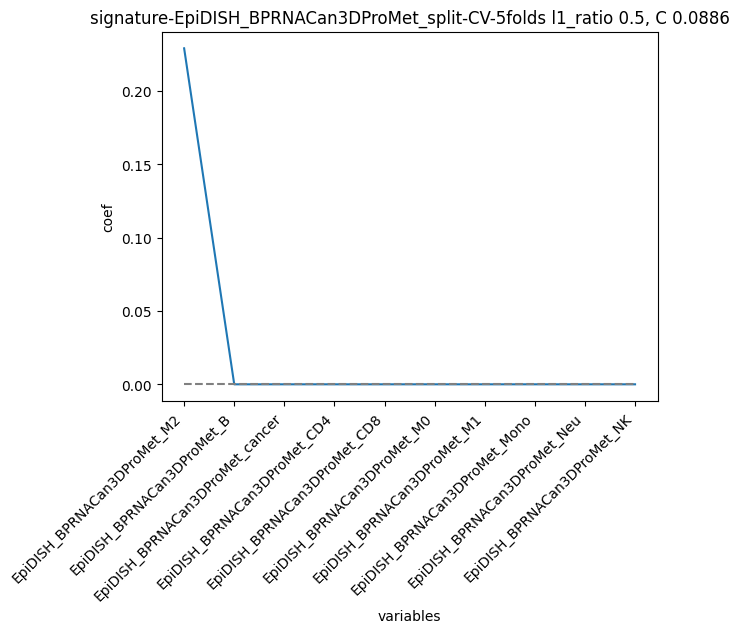 signature-EpiDISH_BPRNACan3DProMet_split-CV-5folds l1_ratio 0.5, C 0.0886
coef
0.20
0.15
0.10
0.05
0.00
EpiDISH_BPRNACan3DProMet_M2
EpiDISH_BPRNACan3DProMet_B
EpiDISH_BPRNACan3DProMet_cancer
EpiDISH_BPRNACan3DProMet_CD4
EpiDISH_BPRNACan3DProMet_CD8
EpiDISH_BPRNACan3DProMet_M0
EpiDISH_BPRNACan3DProMet_M1
EpiDISH_BPRNACan3DProMet_Mono
EpiDISH_BPRNACan3DProMet_Neu
EpiDISH_BPRNACan3DProMet_NK
variables